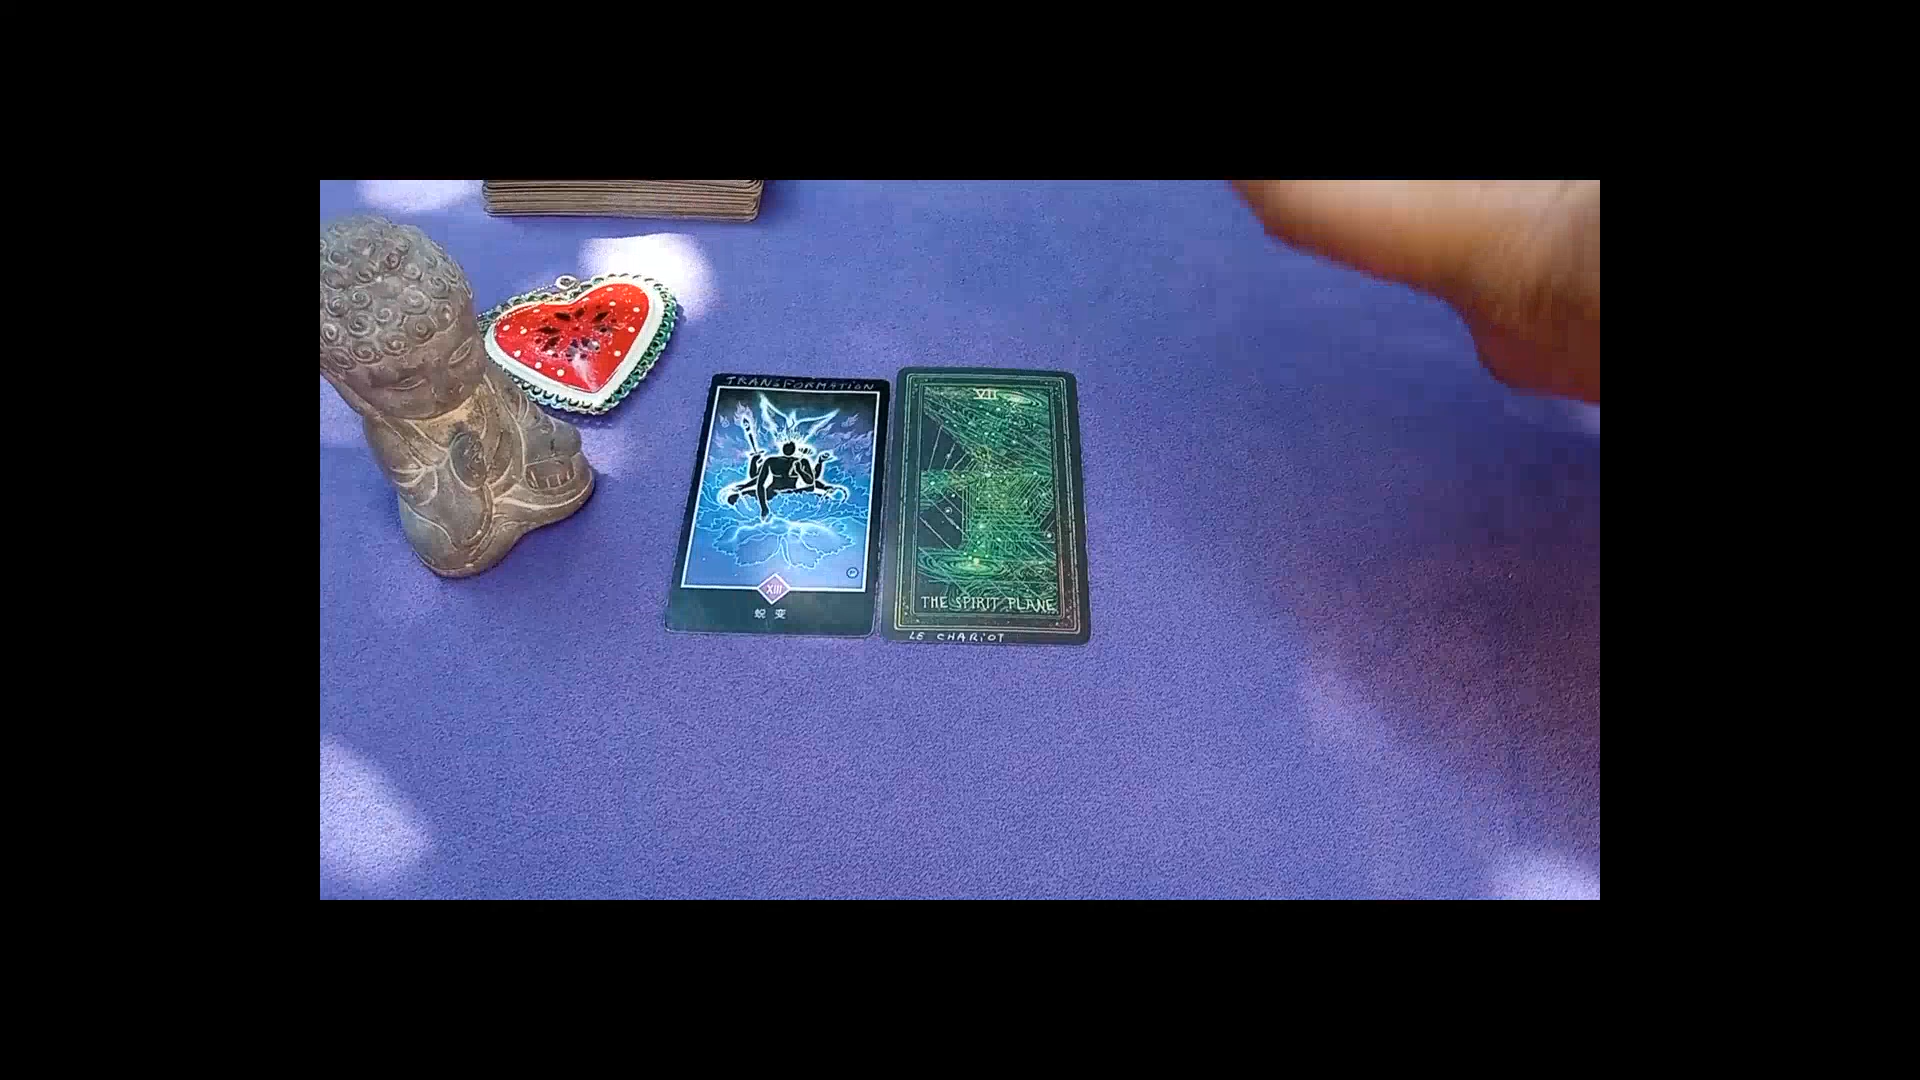 TRANSFORMATION
XIII
蜕变
VII
THE SPIRIT PLANE
LE CHARiOT